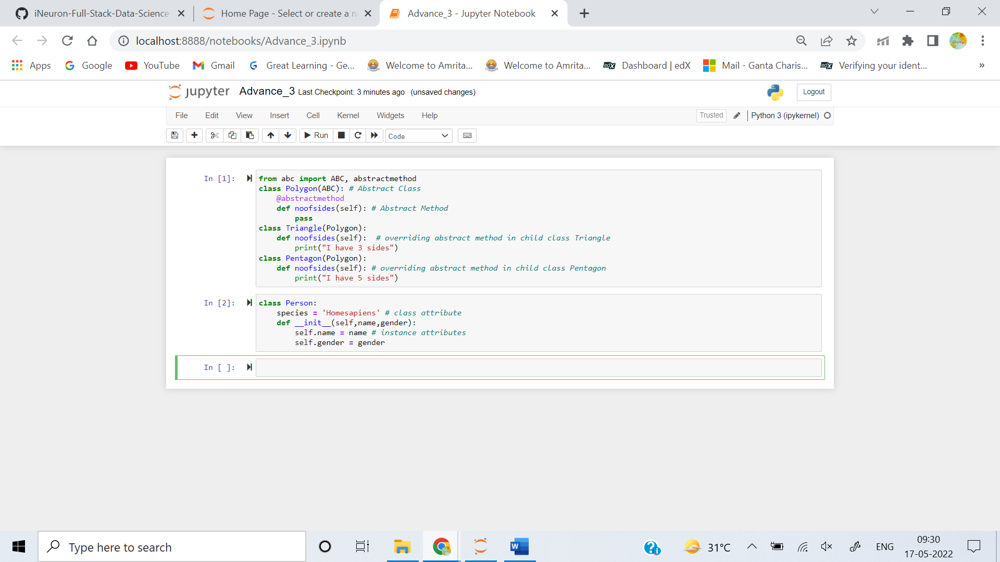 iNeuron-Full-Stack-Data-Science
Home Page - Select or create a n
Advance_3 - Jupyter Notebook
localhost:8888/notebooks/Advance_3.ipynb
Apps Google YouTube Gmail Great Learning - Ge... Welcome to Amrita... Welcome to Amrita... edX Dashboard | edX Mail - Ganta Charis... edX Verifying your ident... »
jupyter Advance_3 Last Checkpoint: 3 minutes ago (unsaved changes) Logout
File Edit View Insert Cell Kernel Widgets Help Trusted Python 3 (ipykernel)
Run Code
In [1]: from abc import ABC, abstractmethod
class Polygon(ABC): # Abstract Class
    @abstractmethod
    def noofsides(self): # Abstract Method
        pass
class Triangle(Polygon):
    def noofsides(self):  # overriding abstract method in child class Triangle
        print("I have 3 sides")
class Pentagon(Polygon):
    def noofsides(self): # overriding abstract method in child class Pentagon
        print("I have 5 sides")
In [2]: class Person:
    species = 'Homesapiens' # class attribute
    def __init__(self,name,gender):
        self.name = name # instance attributes
        self.gender = gender
In [ ]:
Type here to search
W
31°C
ENG
09:30
17-05-2022